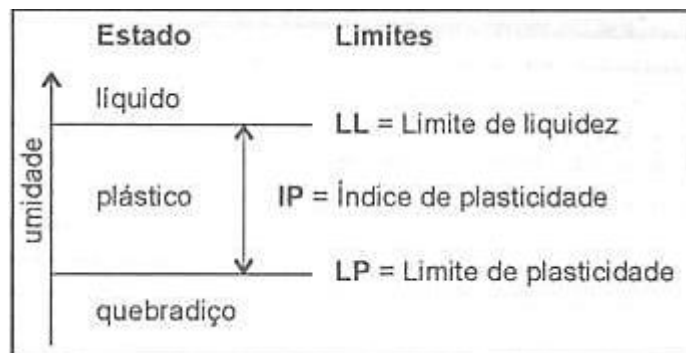 Estado Limites
líquido
LL = Limite de liquidez
umidade
plástico
IP = Índice de plasticidade
LP = Limite de plasticidade
quebradiço